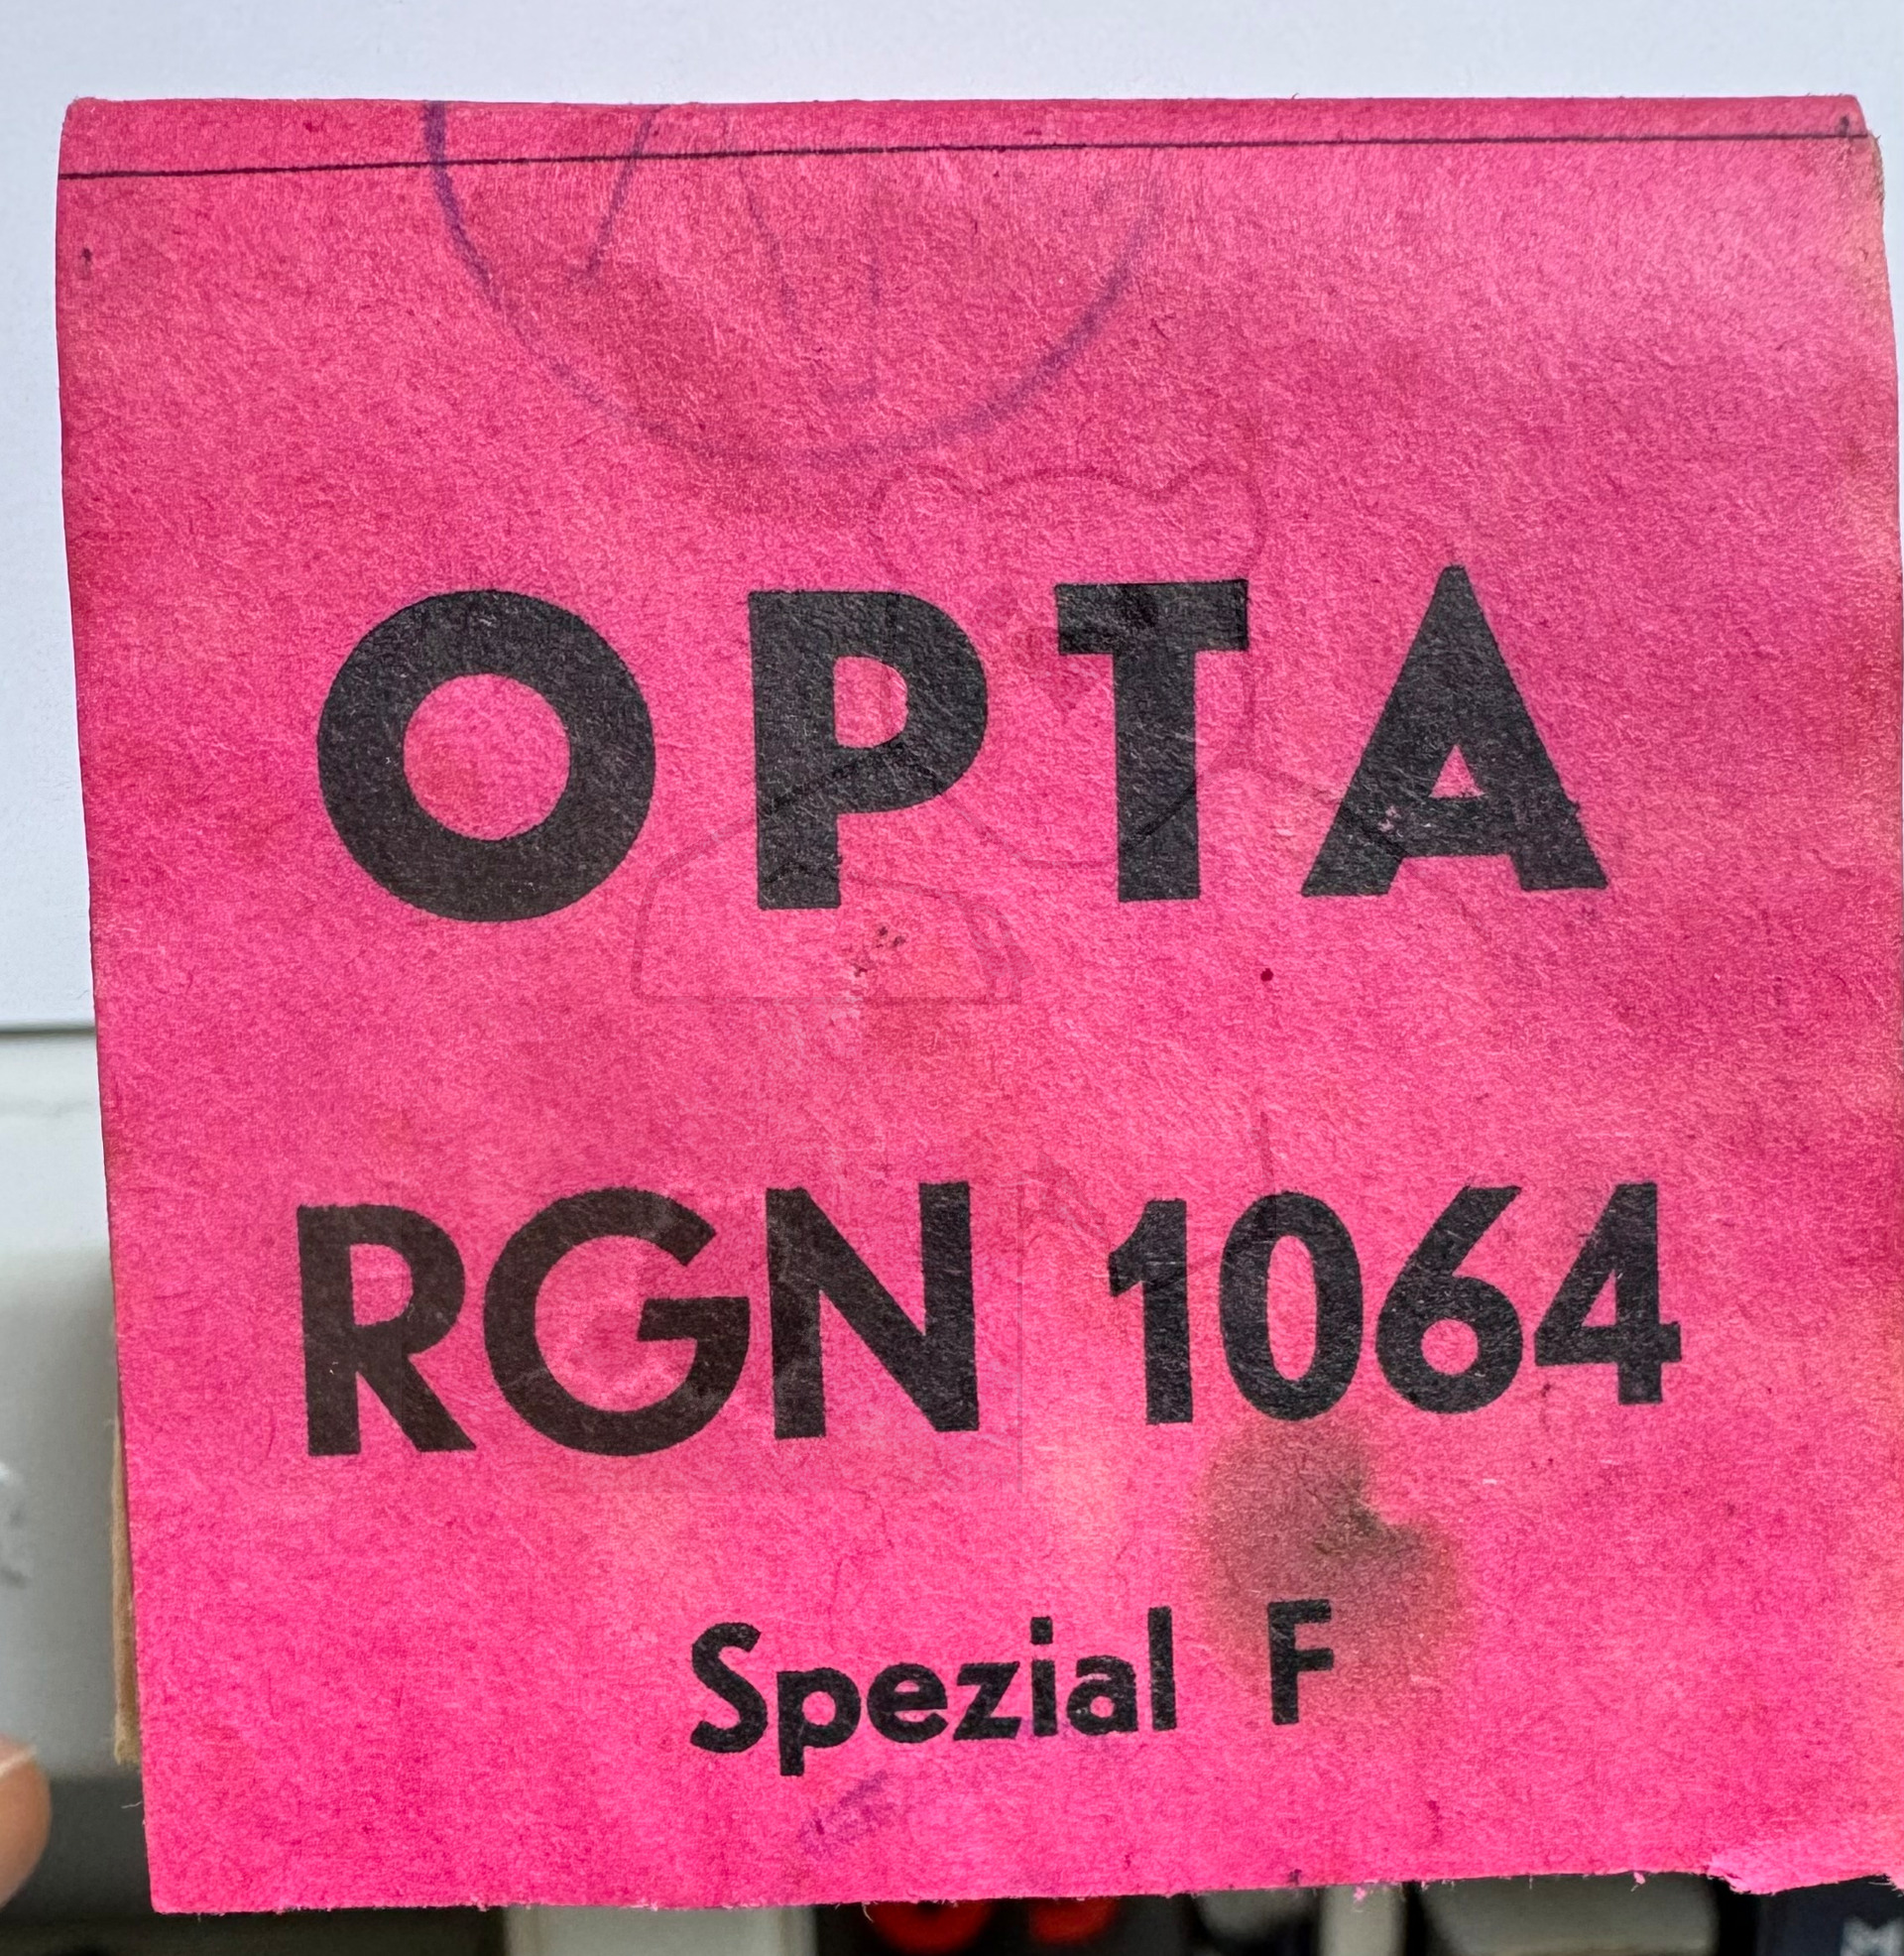 OPTA
RGN 1064
Spezial F